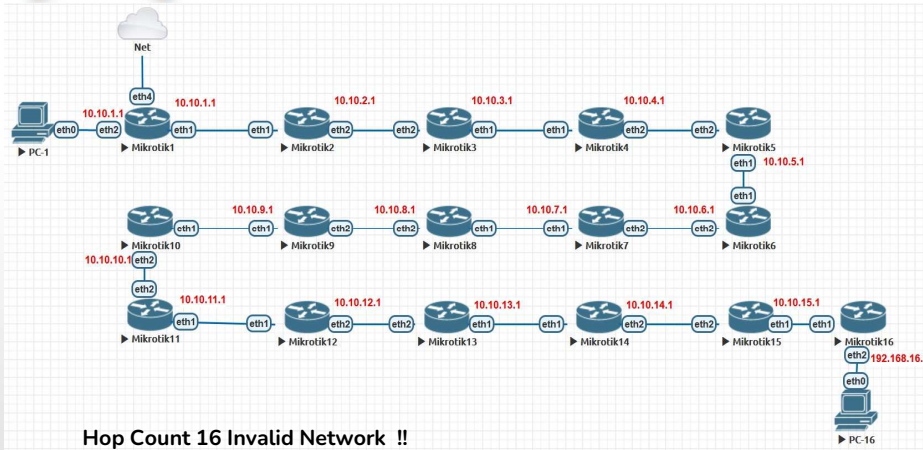 Net
eth4
10.10.1.1
10.10.1.1
10.10.2.1
10.10.3.1
10.10.4.1
eth0
eth2
eth1
eth1
eth2
eth2
eth1
eth1
eth2
eth2
PC-1
Mikrotik1
Mikrotik2
Mikrotik3
Mikrotik4
Mikrotik5
eth1
10.10.5.1
eth1
10.10.9.1
10.10.8.1
10.10.7.1
10.10.6.1
eth1
eth1
eth2
eth2
eth1
eth1
eth2
eth2
Mikrotik10
Mikrotik9
Mikrotik8
Mikrotik7
Mikrotik6
10.10.10.1
eth2
eth2
10.10.11.1
10.10.12.1
10.10.13.1
10.10.14.1
10.10.15.1
eth1
eth1
eth2
eth2
eth1
eth1
eth2
eth2
eth1
eth1
Mikrotik11
Mikrotik12
Mikrotik13
Mikrotik14
Mikrotik15
Mikrotik16
eth2
192.168.16.
eth0
PC-16
Hop Count 16 Invalid Network !!